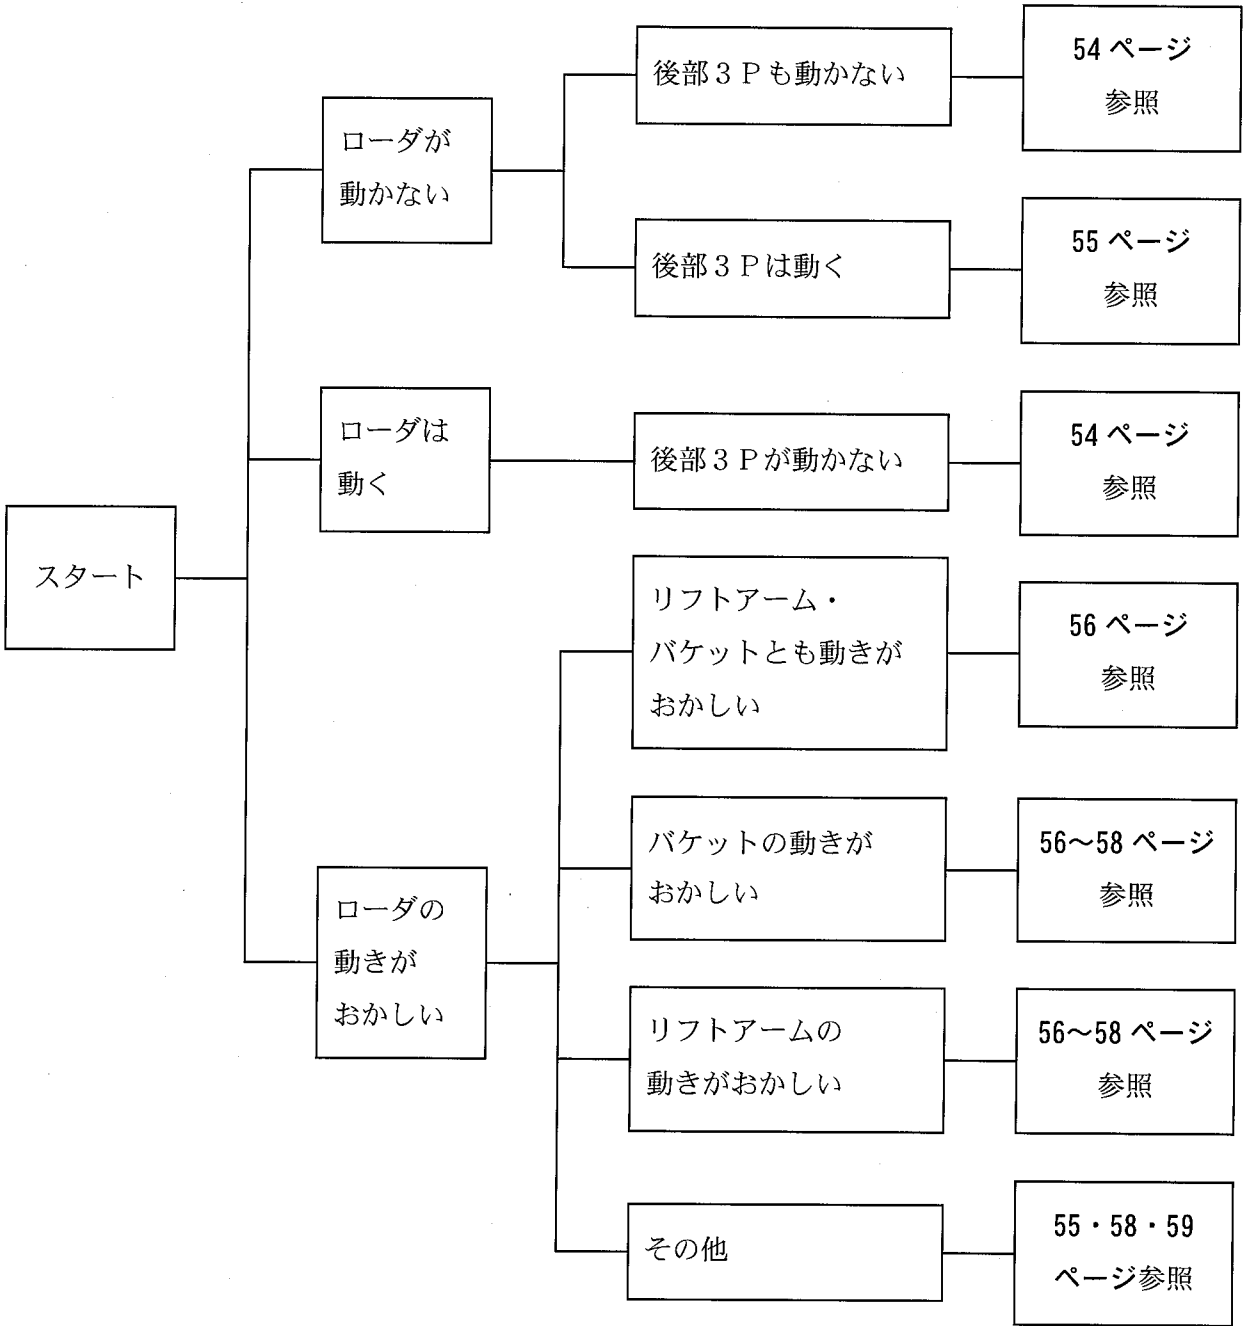 スタート
ローダが
動かない
後部３Ｐも動かない
54 ページ
参照
後部３Ｐは動く
55 ページ
参照
ローダは
動く
後部３Ｐが動かない
54 ページ
参照
ローダの
動きが
おかしい
リフトアーム・
バケットとも動きが
おかしい
56 ページ
参照
バケットの動きが
おかしい
56～58 ページ
参照
リフトアームの
動きがおかしい
56～58 ページ
参照
その他
55・58・59
ページ参照